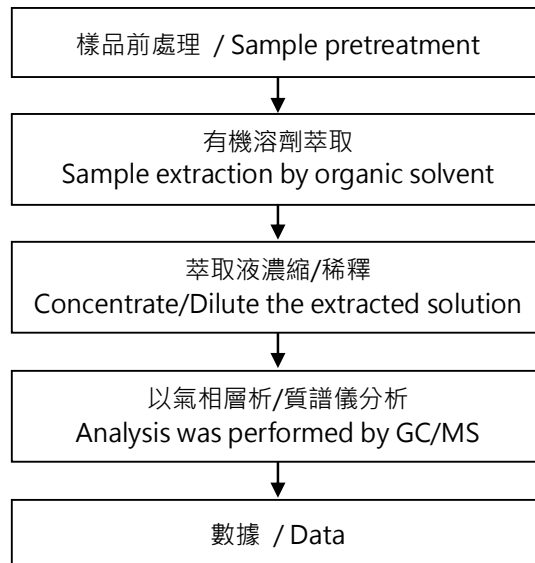 樣品前處理 / Sample pretreatment
有機溶劑萃取
Sample extraction by organic solvent
萃取液濃縮/稀釋
Concentrate/Dilute the extracted solution
以氣相層析/質譜儀分析
Analysis was performed by GC/MS
數據 / Data